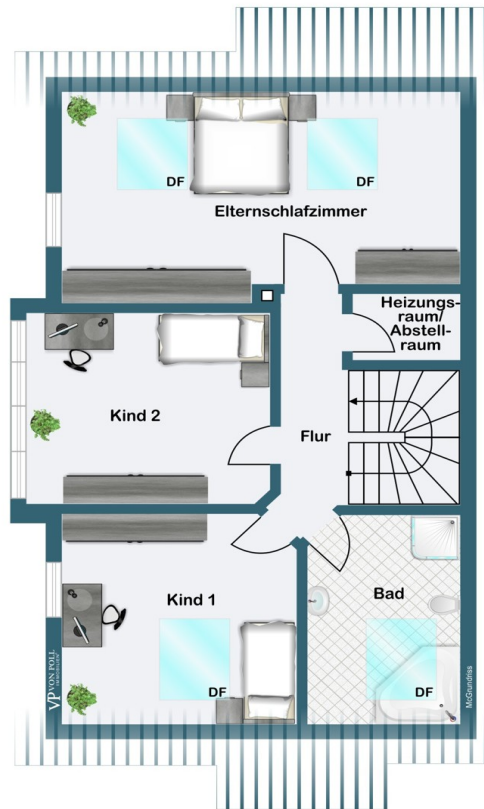 DF
DF
Elternschlafzimmer
Heizungs-
raum/
Abstell-
raum
Kind 2
Flur
Kind 1
Bad
DF
DF
VP VON POLL
IMMOBILIEN
McGrundriss